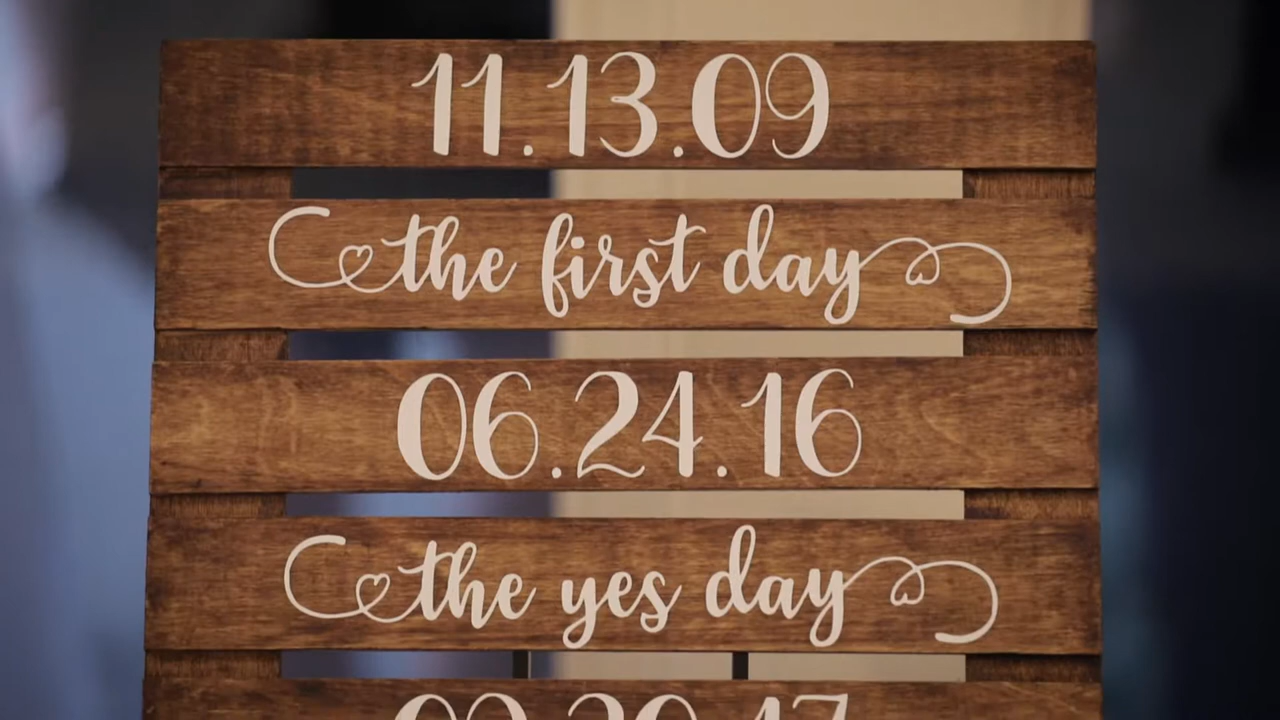 11.13.09
the first day
06.24.16
the yes day